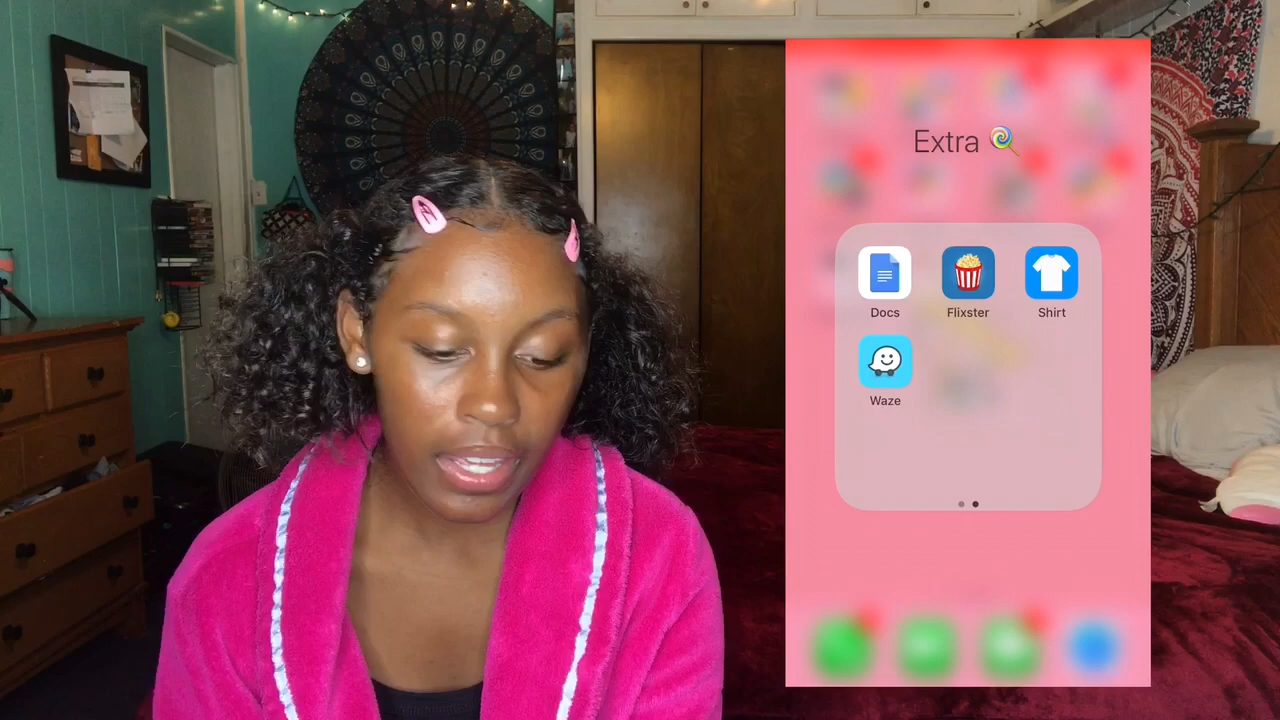 Extra 🍭
Docs
Flixster
Shirt
Waze